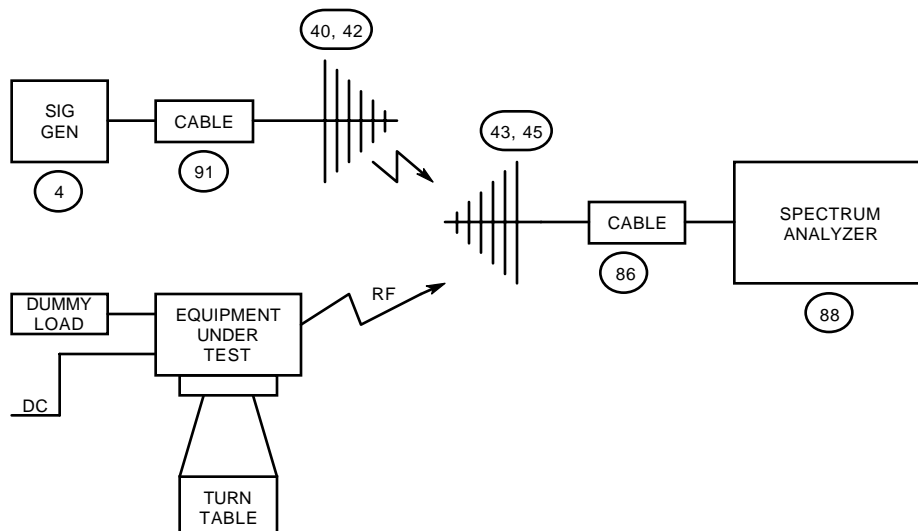 40, 42
SIG
GEN
CABLE
43, 45
91
4
CABLE
SPECTRUM
ANALYZER
86
88
RF
DUMMY
LOAD
EQUIPMENT
UNDER
TEST
DC
TURN
TABLE